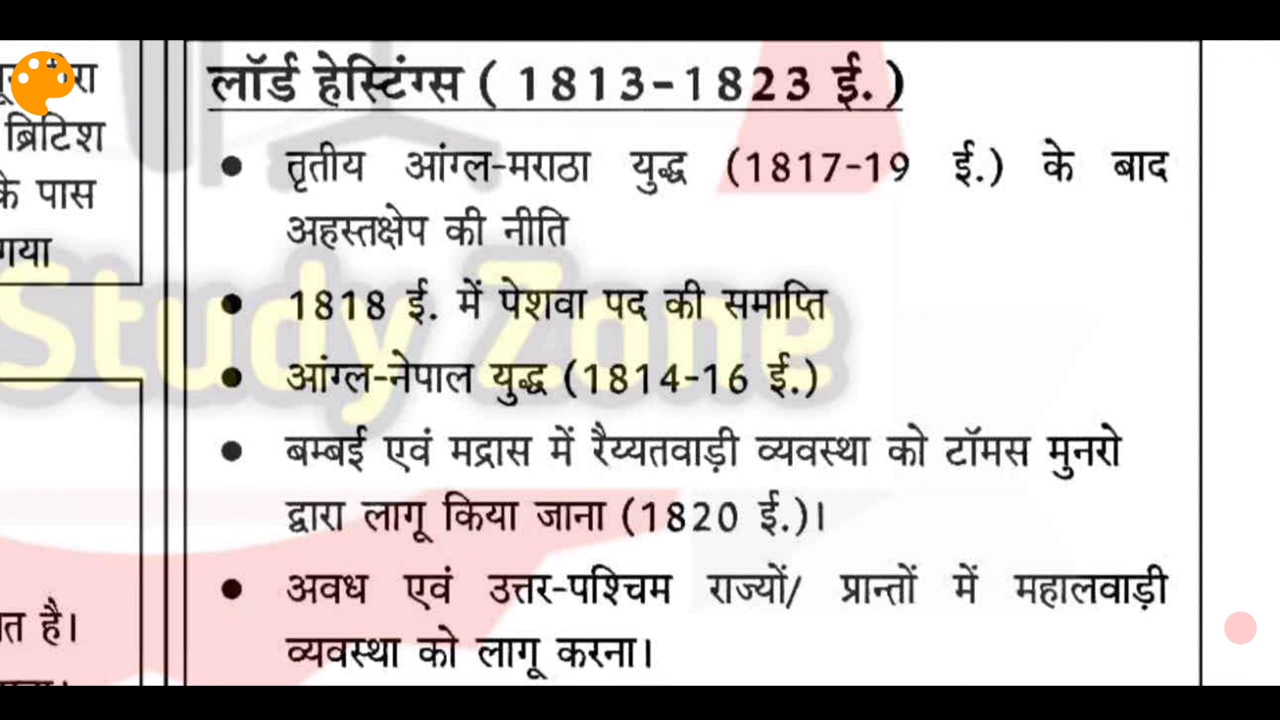 ब्रिटिश
के पास
गया
लॉर्ड हेस्टिंग्स ( 1813-1823 ई. )
• तृतीय आंग्ल-मराठा युद्ध (1817-19 ई.) के बाद
अहस्तक्षेप की नीति
• 1818 ई. में पेशवा पद की समाप्ति
• आंग्ल-नेपाल युद्ध (1814-16 ई.)
• बम्बई एवं मद्रास में रैय्यतवाड़ी व्यवस्था को टॉमस मुनरो
द्वारा लागू किया जाना (1820 ई.)।
• अवध एवं उत्तर-पश्चिम राज्यों/ प्रान्तों में महालवाड़ी
व्यवस्था को लागू करना।
है।
Study Zone